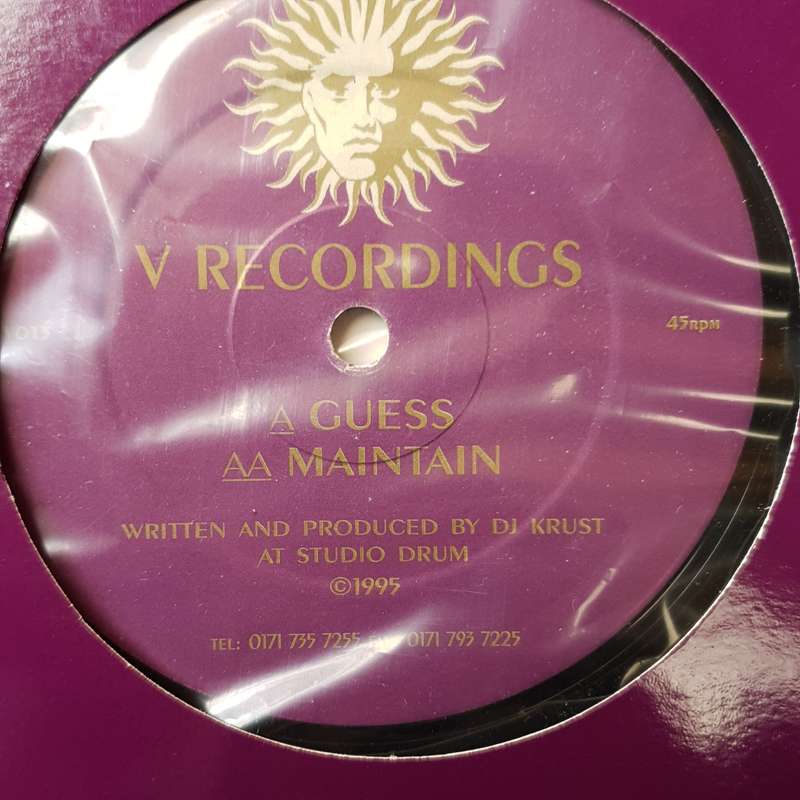 V RECORDINGS
V013
45RPM
A GUESS
AA MAINTAIN
WRITTEN AND PRODUCED BY DJ KRUST
AT STUDIO DRUM
©1995
TEL: 0171 735 7255 0171 793 7225